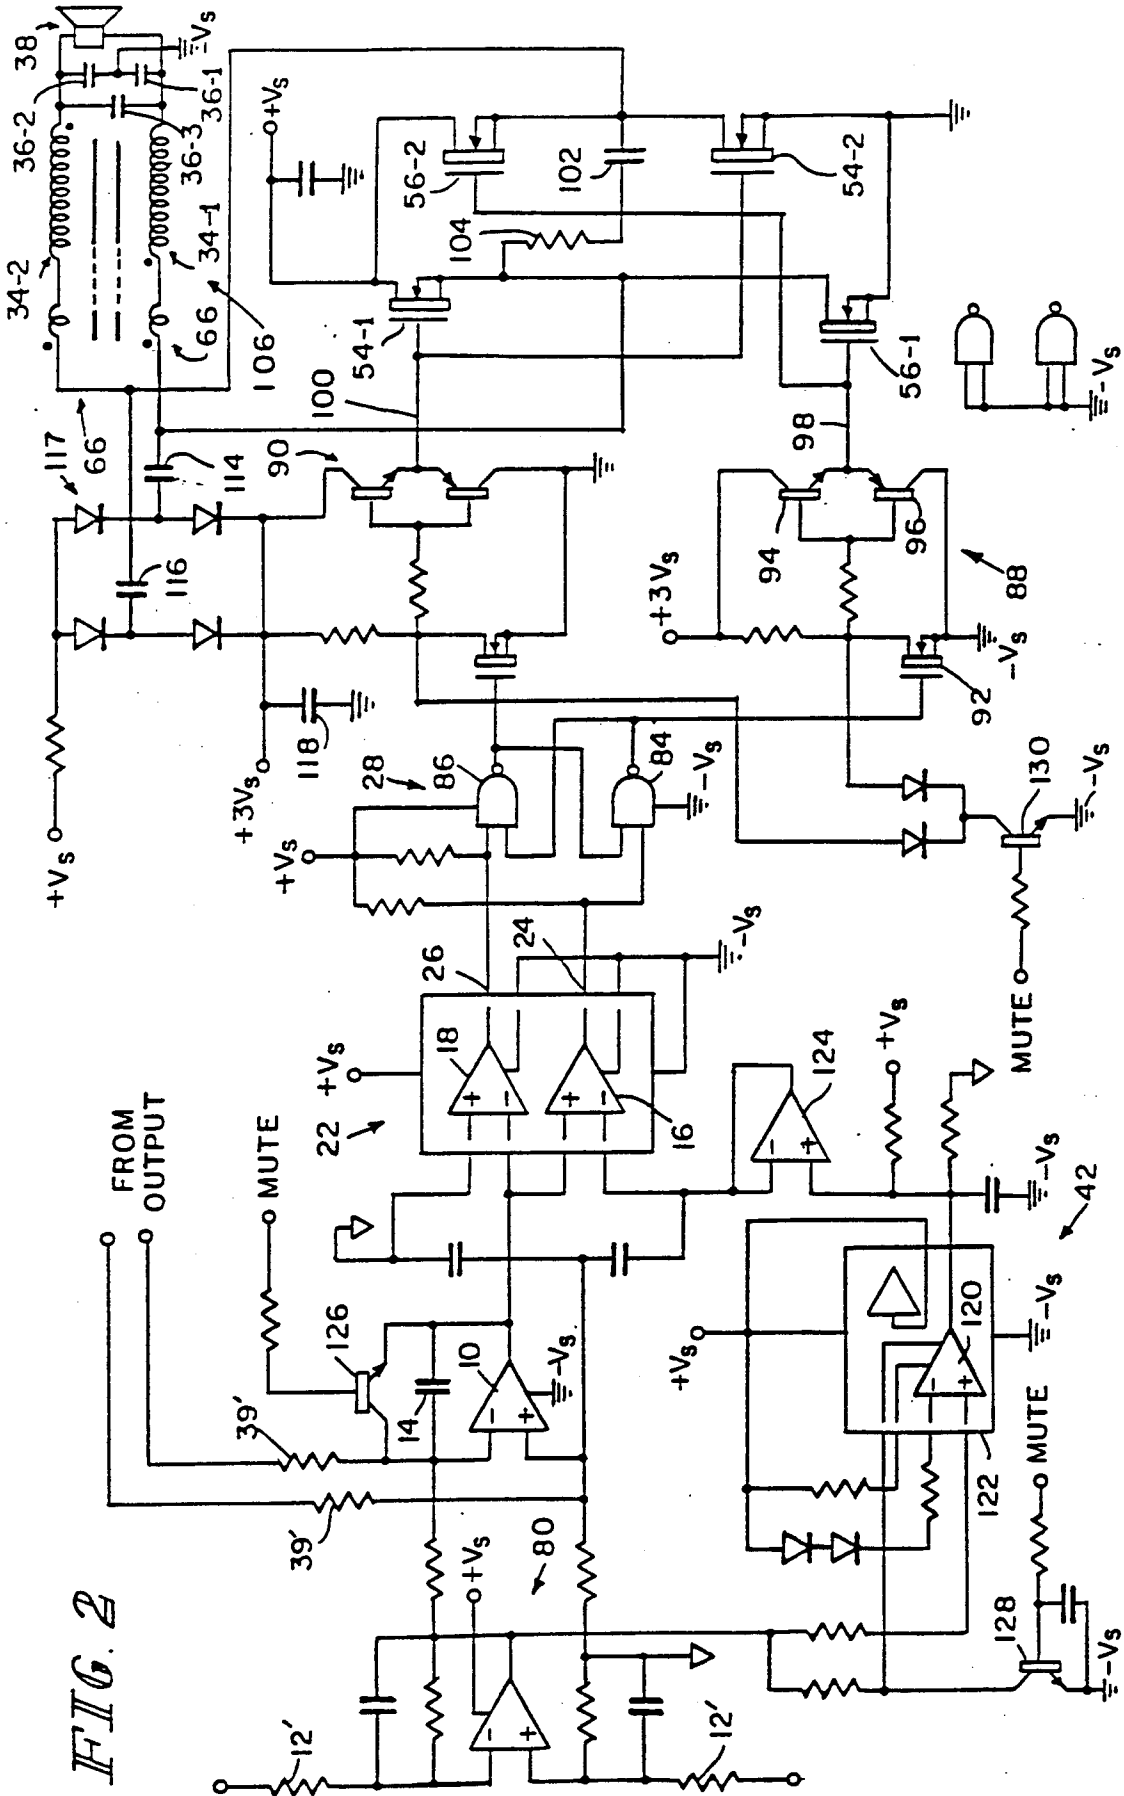 FIG. 2
38
36-2
36-1
36-3
-Vs
34-2
34-1
66
106
66
117
114
116
118
+Vs
+3Vs
+Vs
56-2
54-2
102
104
54-1
56-1
100
90
98
94
96
88
92
+3Vs
-Vs
-Vs
28
86
84
+Vs
-Vs
130
MUTE
-Vs
FROM
OUTPUT
MUTE
22
+Vs
18
16
26
24
-Vs
124
+Vs
-Vs
42
126
14
10
-Vs
39'
39'
80
+Vs
12'
12'
+Vs
120
122
-Vs
MUTE
128
-Vs